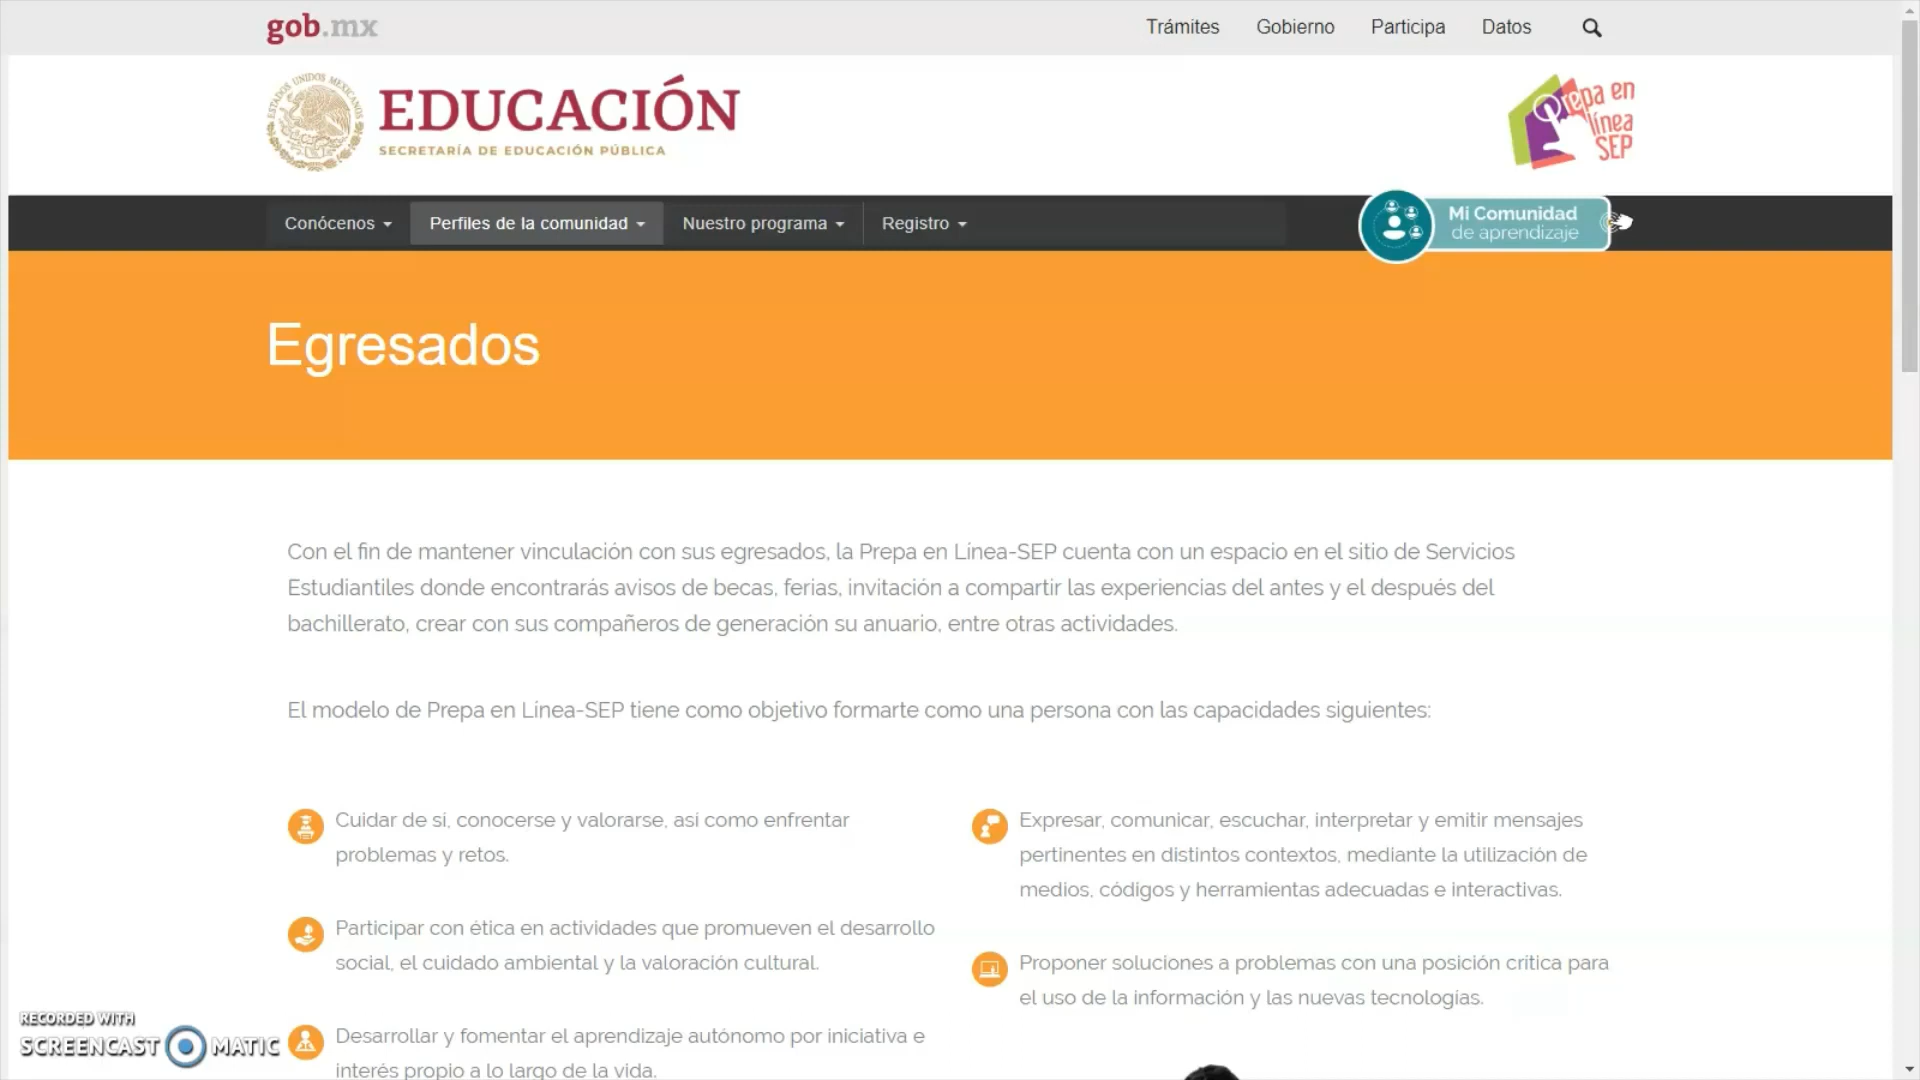 gob.mx
Trámites Gobierno Participa Datos
ESTADOS UNIDOS MEXICANOS
EDUCACIÓN
SECRETARÍA DE EDUCACIÓN PÚBLICA
Prepa en
línea
SEP
Conócenos Perfiles de la comunidad Nuestro programa Registro
Mi Comunidad
de aprendizaje
Egresados
Con el fin de mantener vinculación con sus egresados, la Prepa en Línea-SEP cuenta con un espacio en el sitio de Servicios
Estudiantiles donde encontrarás avisos de becas, ferias, invitación a compartir las experiencias del antes y el después del
bachillerato, crear con sus compañeros de generación su anuario, entre otras actividades.
El modelo de Prepa en Línea-SEP tiene como objetivo formarte como una persona con las capacidades siguientes:
Cuidar de si, conocerse y valorarse, así como enfrentar
problemas y retos.
Participar con ética en actividades que promueven el desarrollo
social, el cuidado ambiental y la valoración cultural.
Desarrollar y fomentar el aprendizaje autónomo por iniciativa e
interés propio a lo largo de la vida.
Expresar, comunicar, escuchar, interpretar y emitir mensajes
pertinentes en distintos contextos, mediante la utilización de
medios, códigos y herramientas adecuadas e interactivas.
Proponer soluciones a problemas con una posición crítica para
el uso de la información y las nuevas tecnologías.
RECORDED WITH
SCREENCAST MATIC